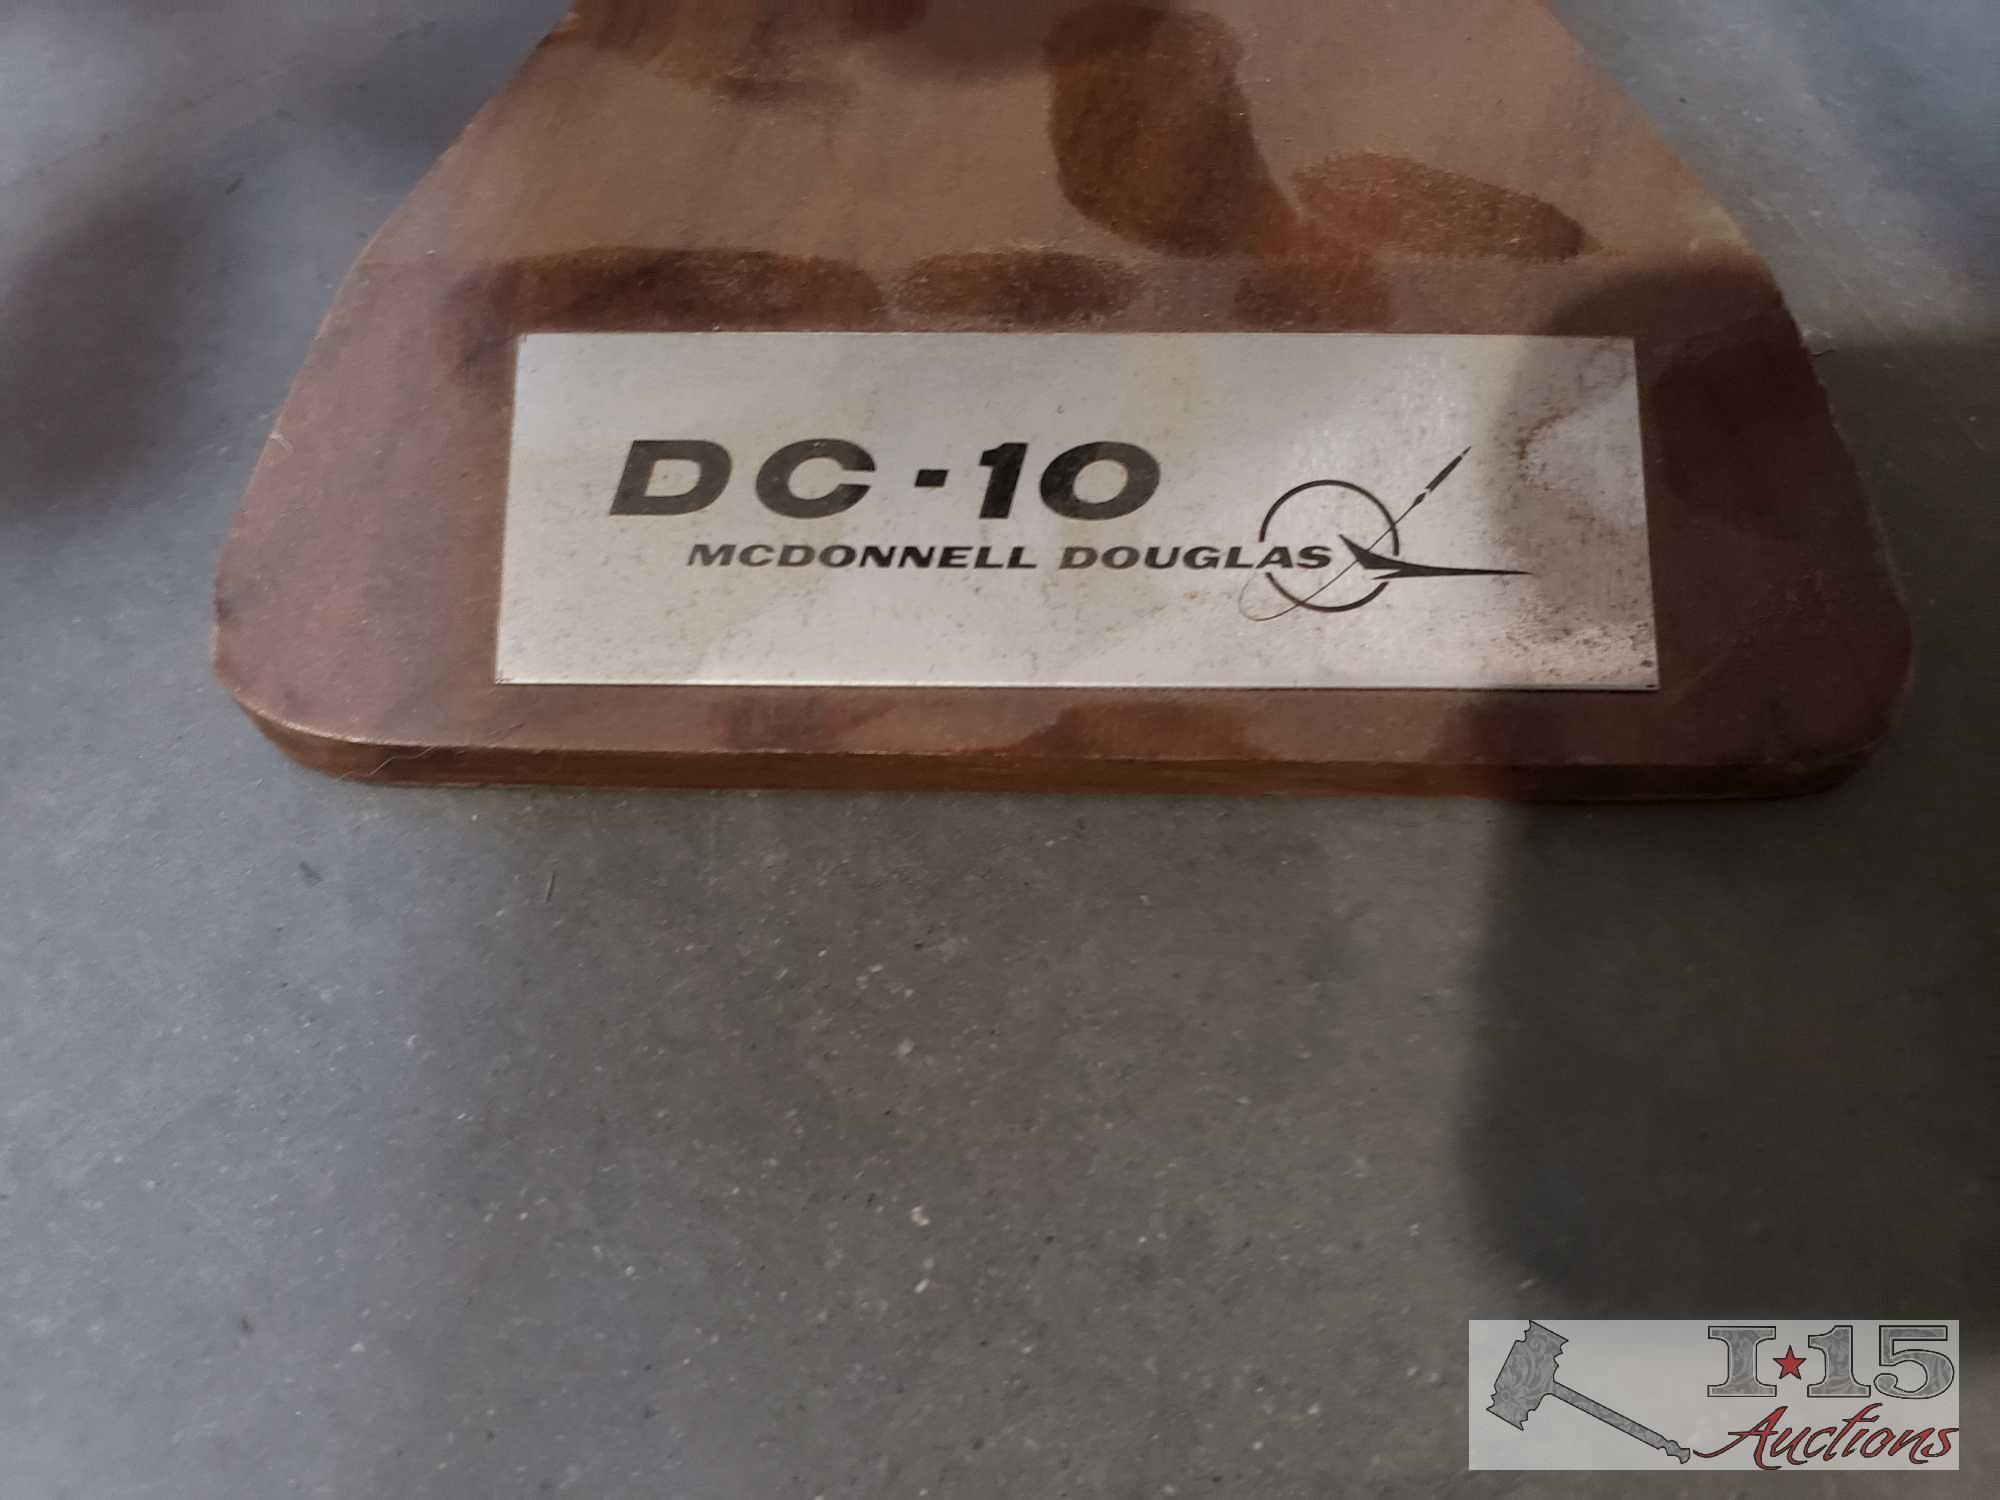 DC-10
MCDONNELL DOUGLAS
I★15
Auctions